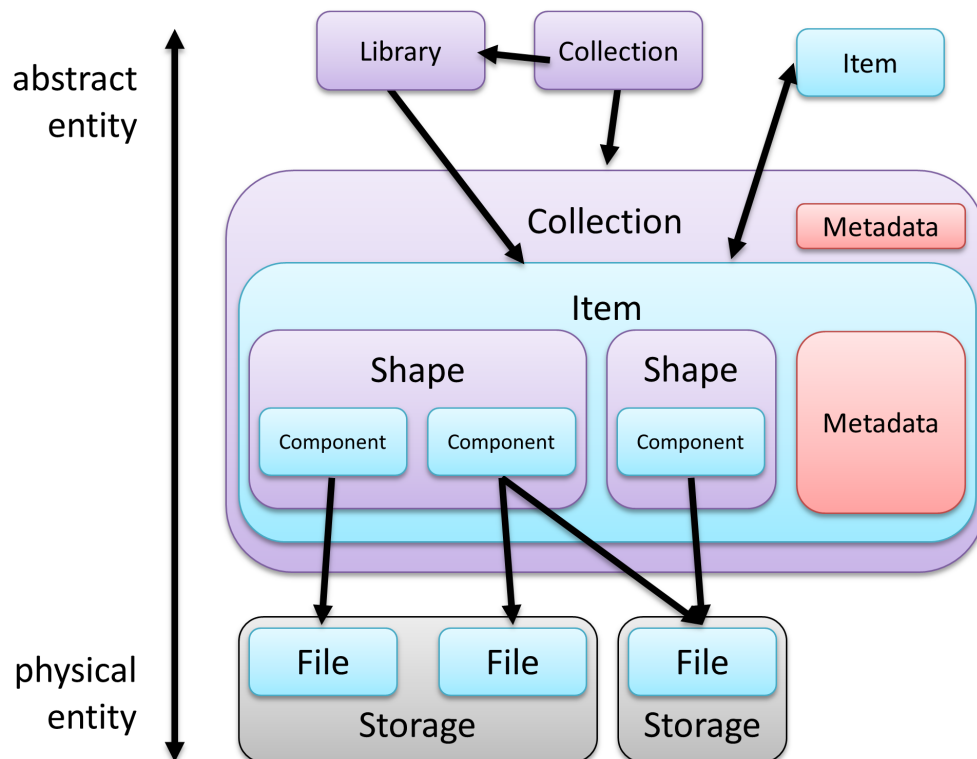 Library
Collection
Item
abstract
entity
Collection
Metadata
Item
Shape
Shape
Metadata
Component
Component
Component
File
File
File
physical
entity
Storage
Storage